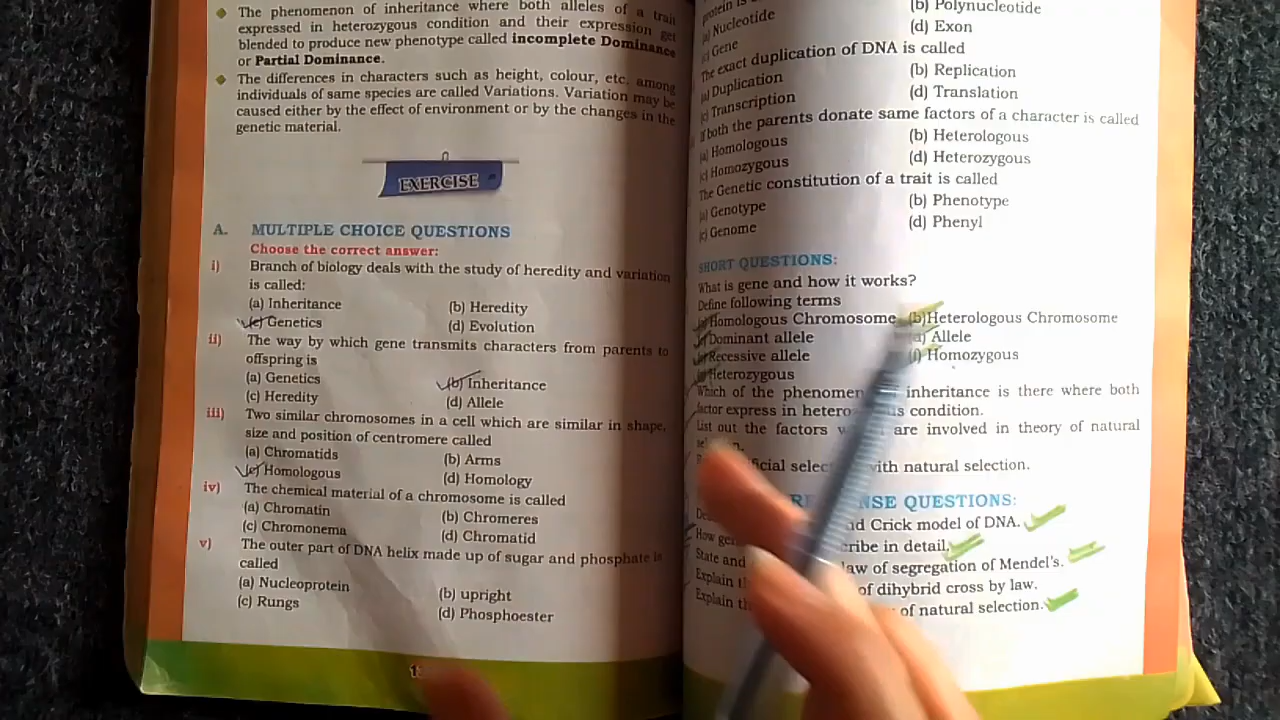 The phenomenon of inheritance where both alleles of a trait
expressed in heterozygous condition and their expression get
blended to produce new phenotype called incomplete Dominance
or Partial Dominance.
The differences in characters such as height, colour, etc. among
individuals of same species are called Variations. Variation may be
caused either by the effect of environment or by the changes in the
genetic material.
EXERCISE
A. MULTIPLE CHOICE QUESTIONS
Choose the correct answer:
i) Branch of biology deals with the study of heredity and variation
is called:
(a) Inheritance (b) Heredity
(c) Genetics (d) Evolution
ii) The way by which gene transmits characters from parents to
offspring is
(a) Genetics (b) Inheritance
(c) Heredity (d) Allele
iii) Two similar chromosomes in a cell which are similar in shape,
size and position of centromere called
(a) Chromatids (b) Arms
(c) Homologous (d) Homology
iv) The chemical material of a chromosome is called
(a) Chromatin (b) Chromeres
(c) Chromonema (d) Chromatid
v) The outer part of DNA helix made up of sugar and phosphate is
called
(a) Nucleoprotein (b) upright
(c) Rungs (d) Phosphoester
protein is
(a) Nucleotide (b) Polynucleotide
(c) Gene (d) Exon
The exact duplication of DNA is called
(a) Duplication (b) Replication
(c) Transcription (d) Translation
If both the parents donate same factors of a character is called
(a) Homologous (b) Heterologous
(c) Homozygous (d) Heterozygous
The Genetic constitution of a trait is called
(a) Genotype (b) Phenotype
(c) Genome (d) Phenyl
SHORT QUESTIONS:
What is gene and how it works?
Define following terms
Homologous Chromosome (b)Heterologous Chromosome
Dominant allele Allele
Recessive allele (f) Homozygous
Heterozygous
Which of the inheritance is there where both
factor express in condition.
List out the factors are involved in theory of natural
with natural selection.
QUESTIONS:
Crick model of DNA.
in detail.
State and law of segregation of Mendel's.
Explain of dihybrid cross by law.
Explain of natural selection.